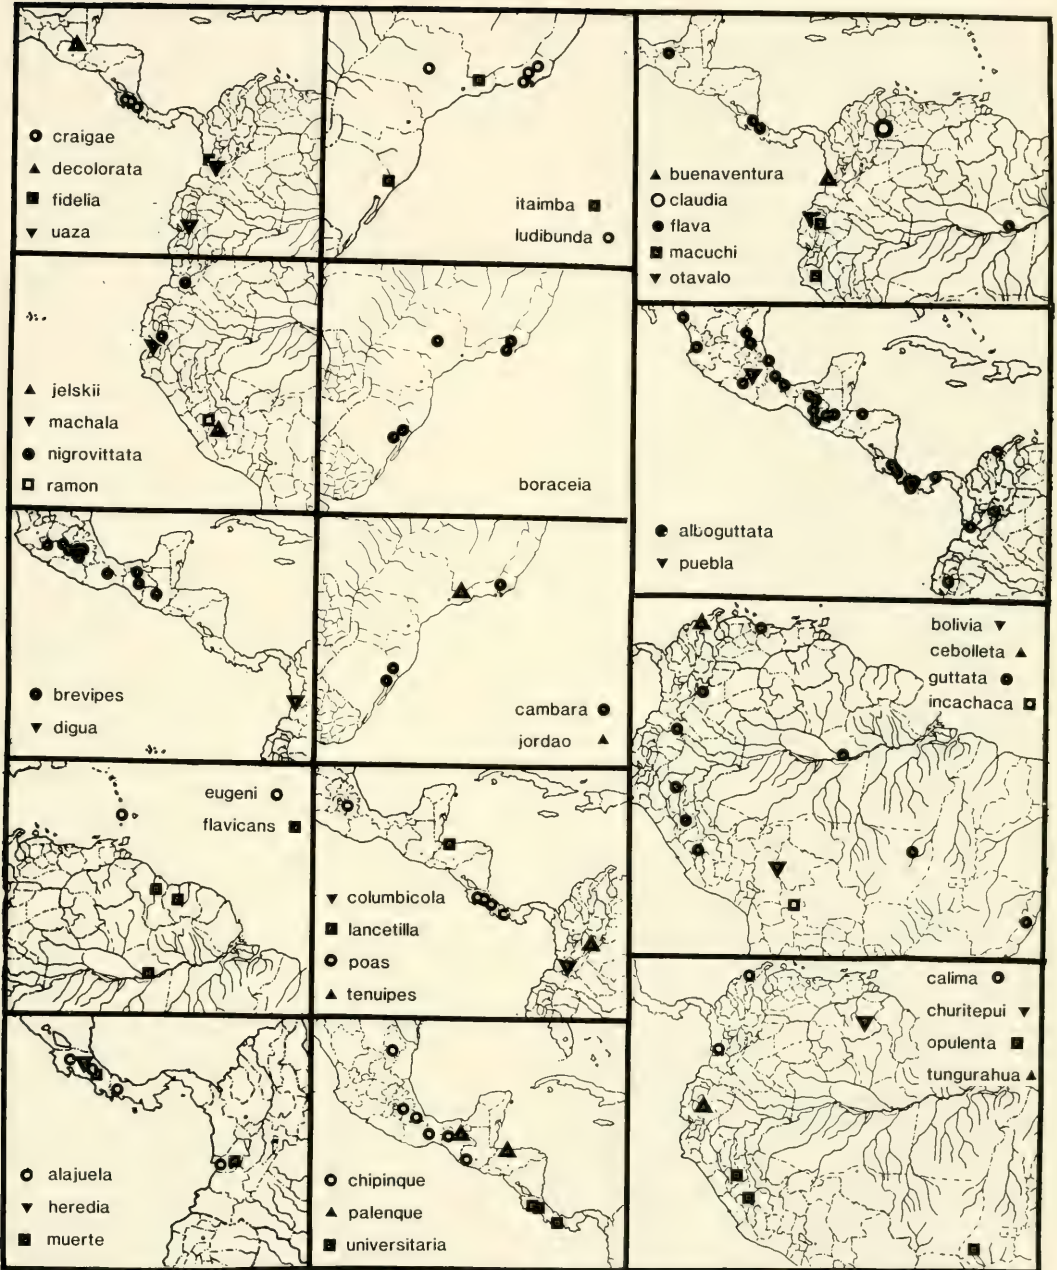 craigae
decolorata
fidelia
uaza
itaimba
ludibunda
buenaventura
claudia
flava
macuchi
otavalo
jelskii
machala
nigrovittata
ramon
boraceia
alboguttata
puebla
brevipes
digua
cambara
jordao
bolivia
cebolleta
guttata
incachaca
eugeni
flavicans
columbicola
lancetilla
poas
tenuipes
calima
churitepui
opulenta
tungurahua
alajuela
heredia
muerte
chipinque
palenque
universitaria